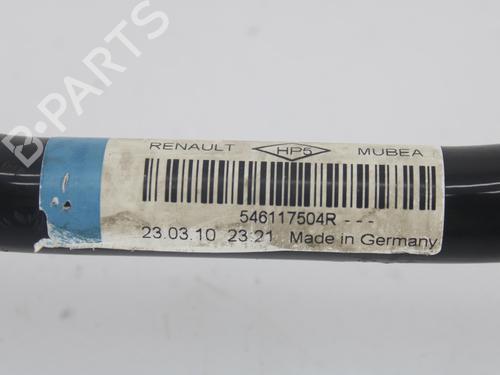 B-PARTS
RENAULT HP5 MUBEA
546117504R - - -
23.03.10 23:21 Made in Germany